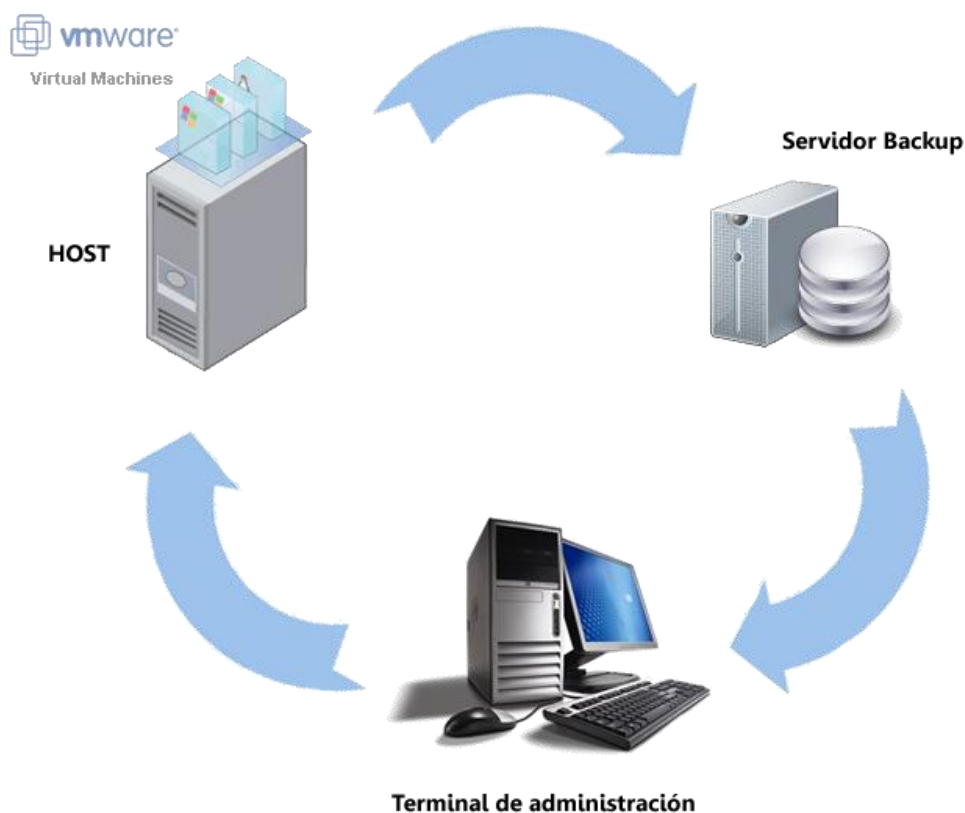 vmware
Virtual Machines
Servidor Backup
HOST
Terminal de administración